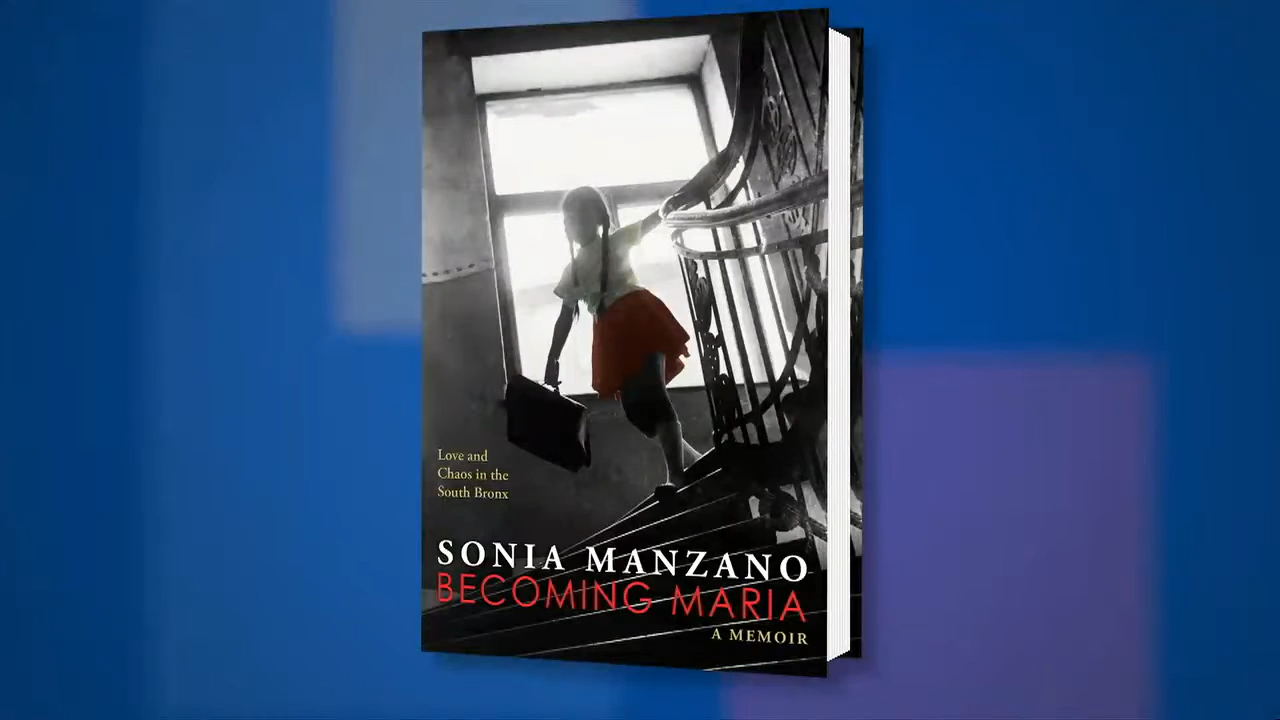 Love and
Chaos in the
South Bronx
SONIA MANZANO
BECOMING MARIA
A MEMOIR